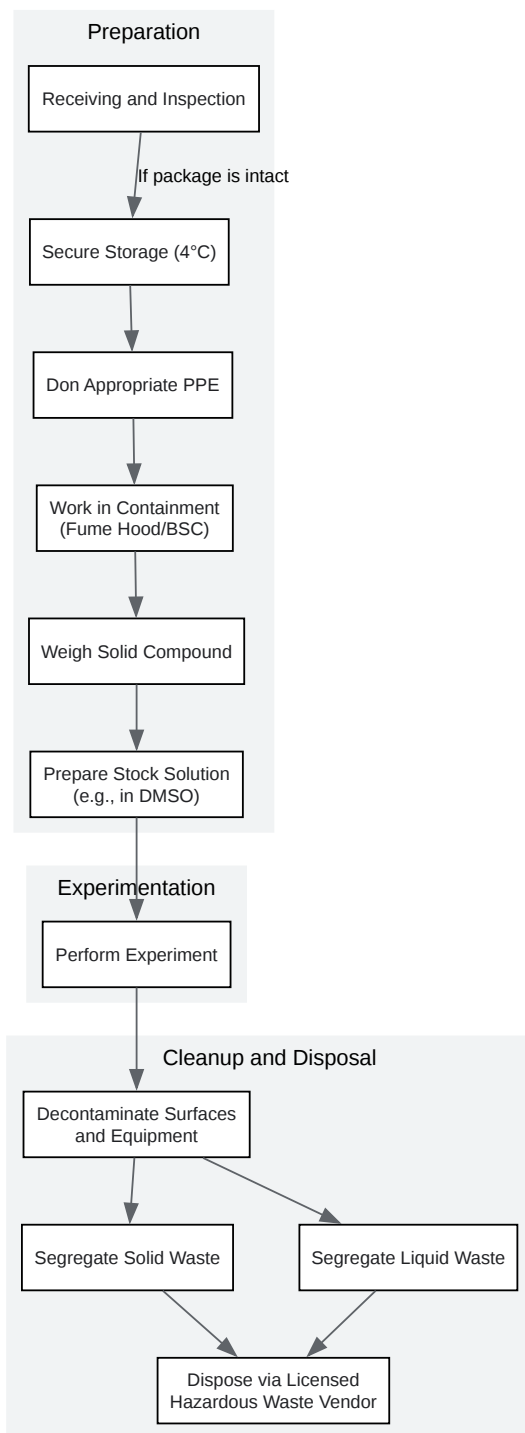 Preparation
Receiving and Inspection
If package is intact
Secure Storage (4°C)
Don Appropriate PPE
Work in Containment
(Fume Hood/BSC)
Weigh Solid Compound
Prepare Stock Solution
(e.g., in DMSO)
Experimentation
Perform Experiment
Cleanup and Disposal
Decontaminate Surfaces
and Equipment
Segregate Solid Waste
Segregate Liquid Waste
Dispose via Licensed
Hazardous Waste Vendor